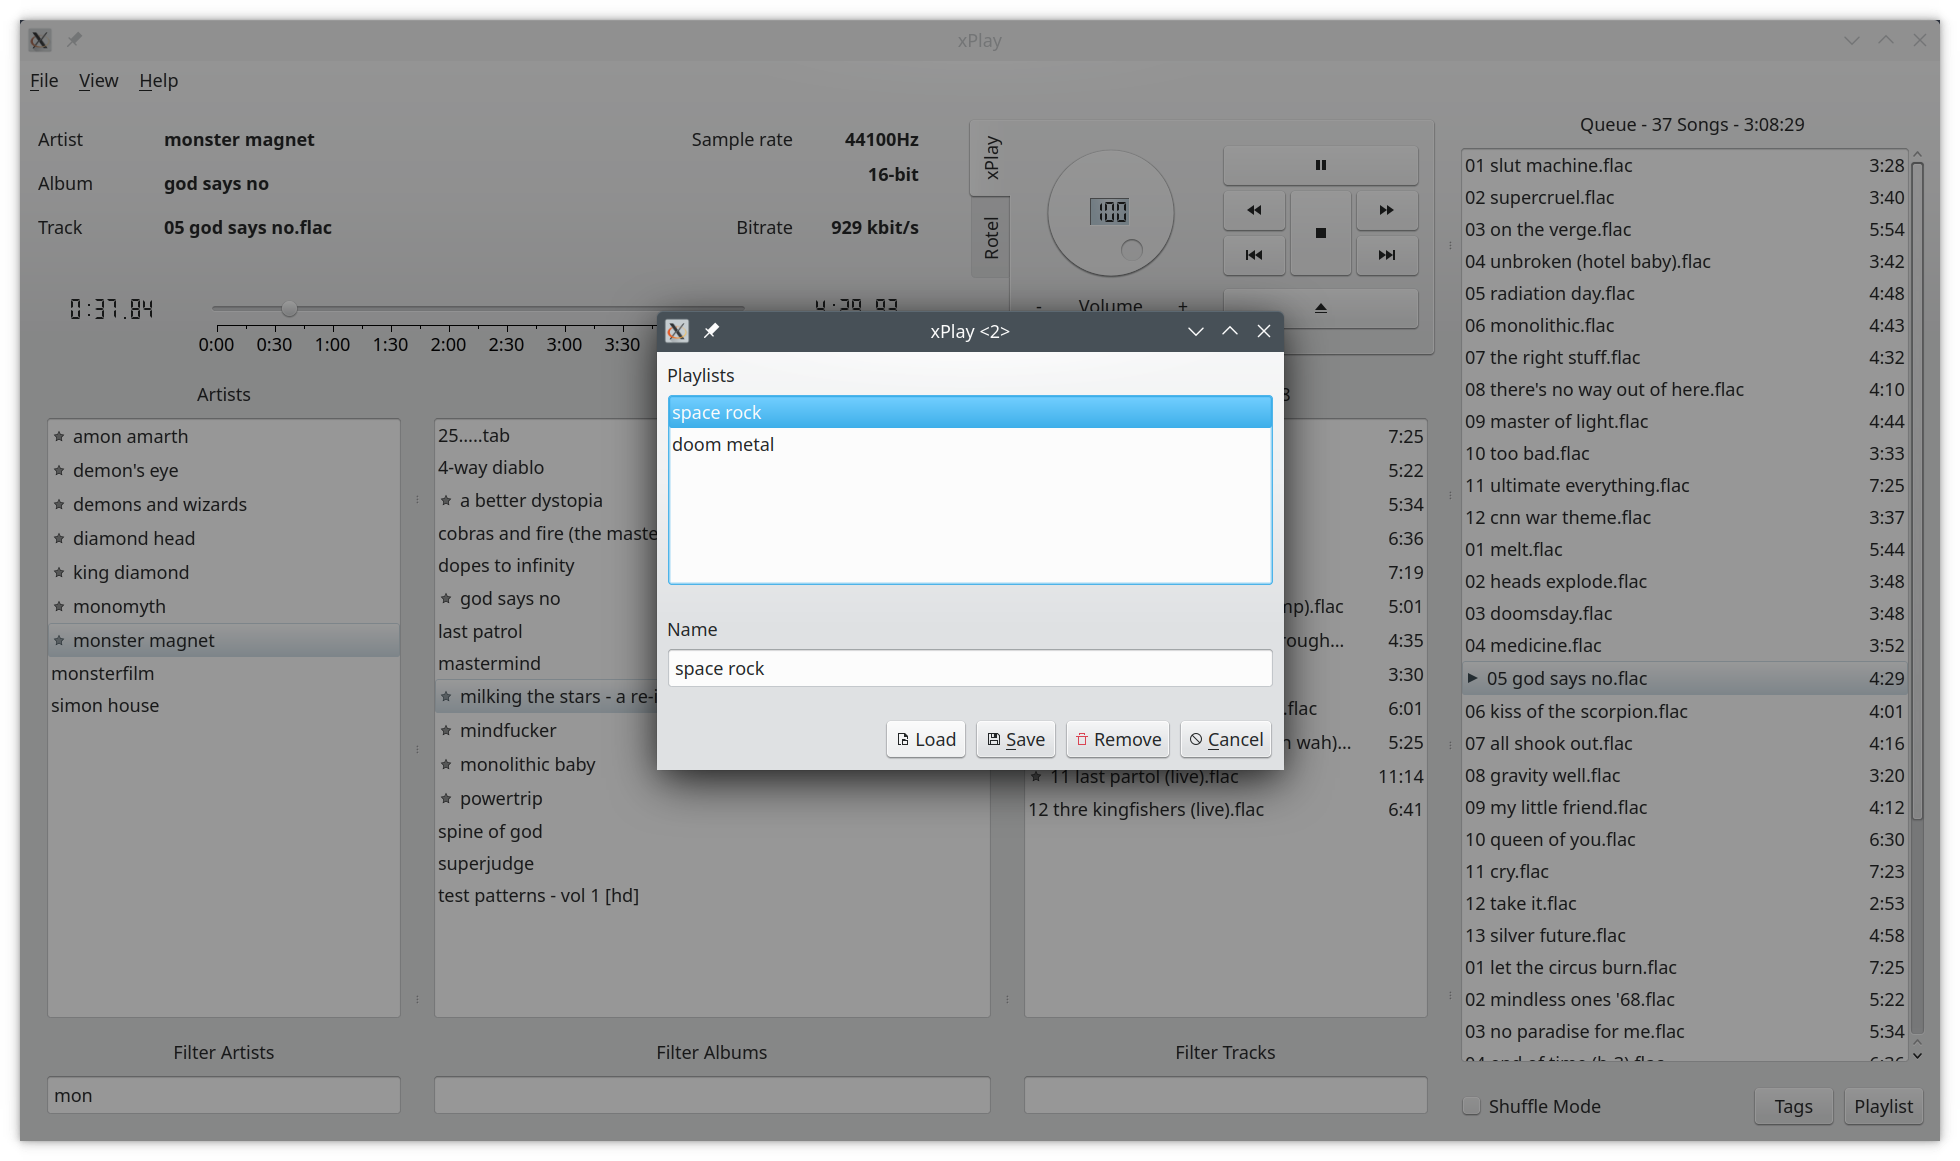 xPlay
File View Help
Artist monster magnet
Album god says no
Track 05 god says no.flac
Sample rate 44100Hz
16-bit
Bitrate 929 kbit/s
0:37.84
0:00 0:30 1:00 1:30 2:00 2:30 3:00 3:30
xPlay
Rotel
100
- Volume +
Artists
amon amarth
demon's eye
demons and wizards
diamond head
king diamond
monomyth
monster magnet
monsterfilm
simon house
Filter Artists
mon
25.....tab
4-way diablo
a better dystopia
cobras and fire (the maste
dopes to infinity
god says no
last patrol
mastermind
milking the stars - a re-i
mindfucker
monolithic baby
powertrip
spine of god
superjudge
test patterns - vol 1 [hd]
Filter Albums
xPlay <2>
Playlists
space rock
doom metal
Name
space rock
Load Save Remove Cancel
7:25
5:22
5:34
6:36
7:19
np).flac 5:01
rough... 4:35
3:30
.flac 6:01
n wah)... 5:25
11 last partol (live).flac 11:14
12 thre kingfishers (live).flac 6:41
Filter Tracks
Queue - 37 Songs - 3:08:29
01 slut machine.flac 3:28
02 supercruel.flac 3:40
03 on the verge.flac 5:54
04 unbroken (hotel baby).flac 3:42
05 radiation day.flac 4:48
06 monolithic.flac 4:43
07 the right stuff.flac 4:32
08 there's no way out of here.flac 4:10
09 master of light.flac 4:44
10 too bad.flac 3:33
11 ultimate everything.flac 7:25
12 cnn war theme.flac 3:37
01 melt.flac 5:44
02 heads explode.flac 3:48
03 doomsday.flac 3:48
04 medicine.flac 3:52
05 god says no.flac 4:29
06 kiss of the scorpion.flac 4:01
07 all shook out.flac 4:16
08 gravity well.flac 3:20
09 my little friend.flac 4:12
10 queen of you.flac 6:30
11 cry.flac 7:23
12 take it.flac 2:53
13 silver future.flac 4:58
01 let the circus burn.flac 7:25
02 mindless ones '68.flac 5:22
03 no paradise for me.flac 5:34
Shuffle Mode Tags Playlist